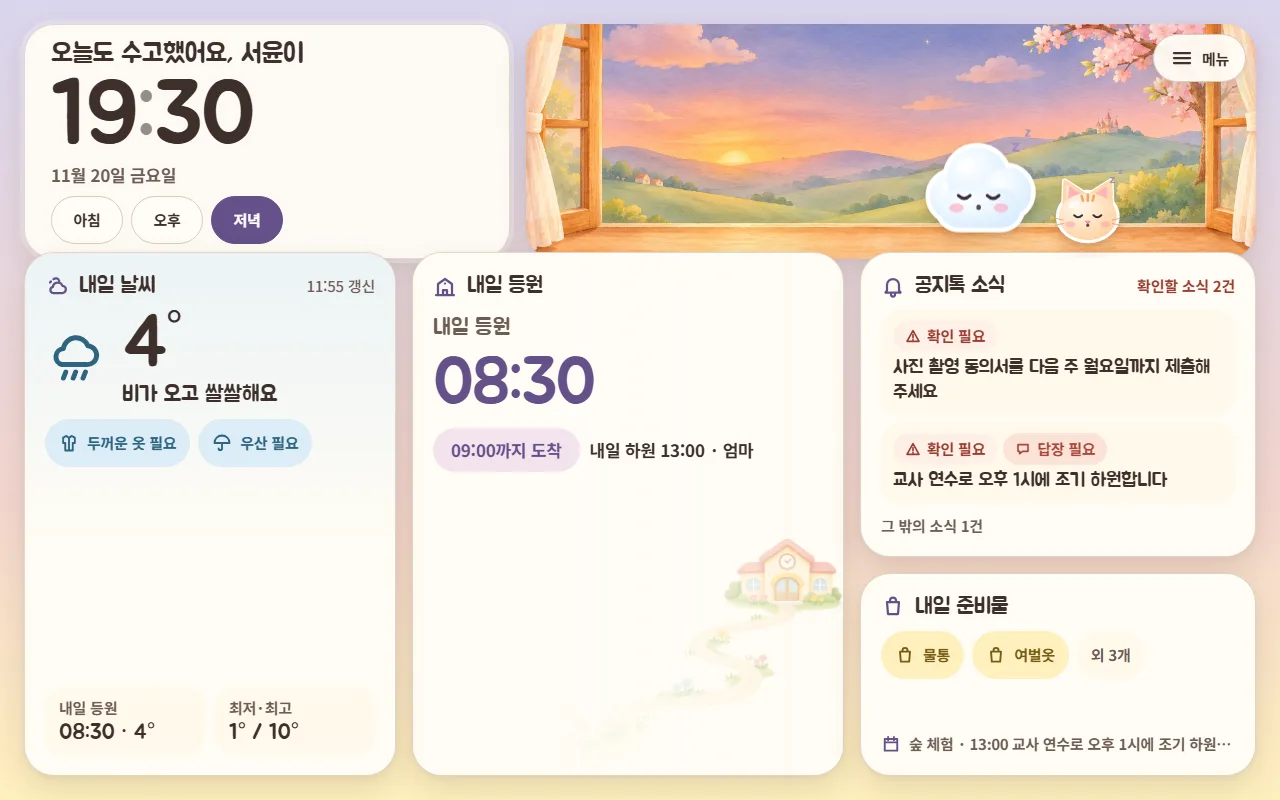 오늘도 수고했어요, 서윤이
19:30
11월 20일 금요일
아침
오후
저녁
메뉴
z
z
z
내일 날씨
11:55 갱신
4°
비가 오고 쌀쌀해요
두꺼운 옷 필요
우산 필요
내일 등원
08:30 · 4°
최저·최고
1° / 10°
내일 등원
내일 등원
08:30
09:00까지 도착
내일 하원 13:00 · 엄마
공지톡 소식
확인할 소식 2건
확인 필요
사진 촬영 동의서를 다음 주 월요일까지 제출해
주세요
확인 필요
답장 필요
교사 연수로 오후 1시에 조기 하원합니다
그 밖의 소식 1건
내일 준비물
물통
여벌옷
외 3개
숲 체험 · 13:00 교사 연수로 오후 1시에 조기 하원…